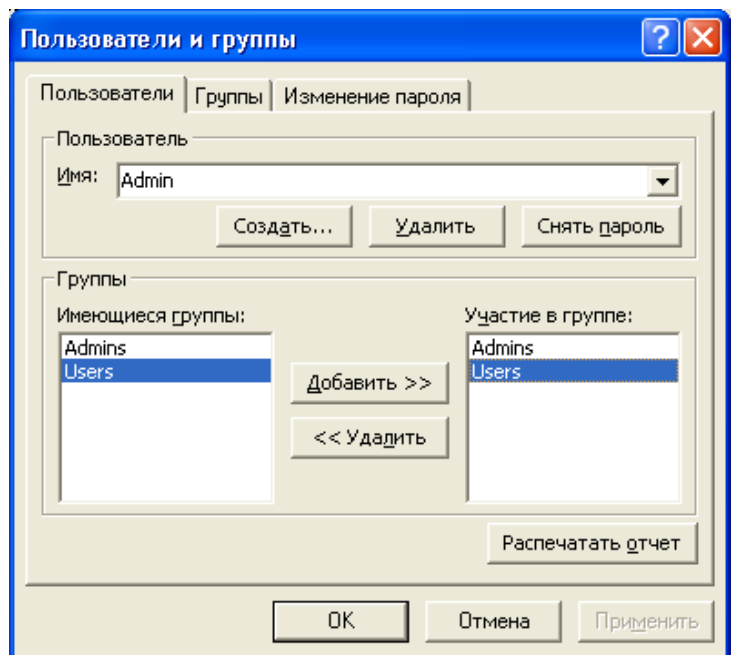 Пользователи и группы
Пользователи Группы Изменение пароля
Пользователь
Имя: Admin
Создать... Удалить Снять пароль
Группы
Имеющиеся группы: Участие в группе:
Admins Admins
Users Users
Добавить >>
<< Удалить
Распечатать отчет
OK Отмена Применить